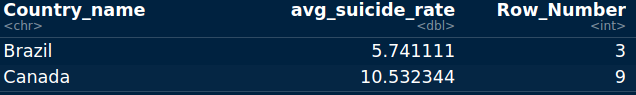 Country_name avg_suicide_rate Row_Number
<chr> <dbl> <int>
Brazil 5.741111 3
Canada 10.532344 9